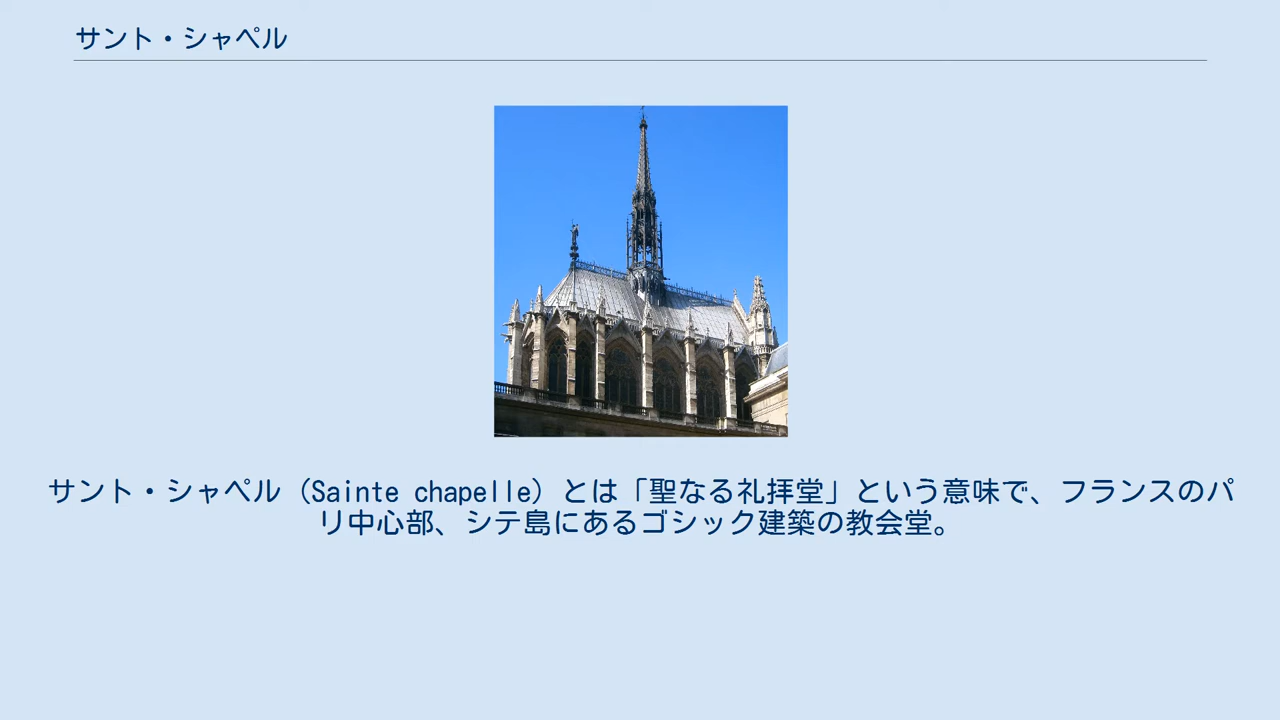 サント・シャペル
サント・シャペル（Sainte chapelle）とは「聖なる礼拝堂」という意味で、フランスのパ
リ中心部、シテ島にあるゴシック建築の教会堂。